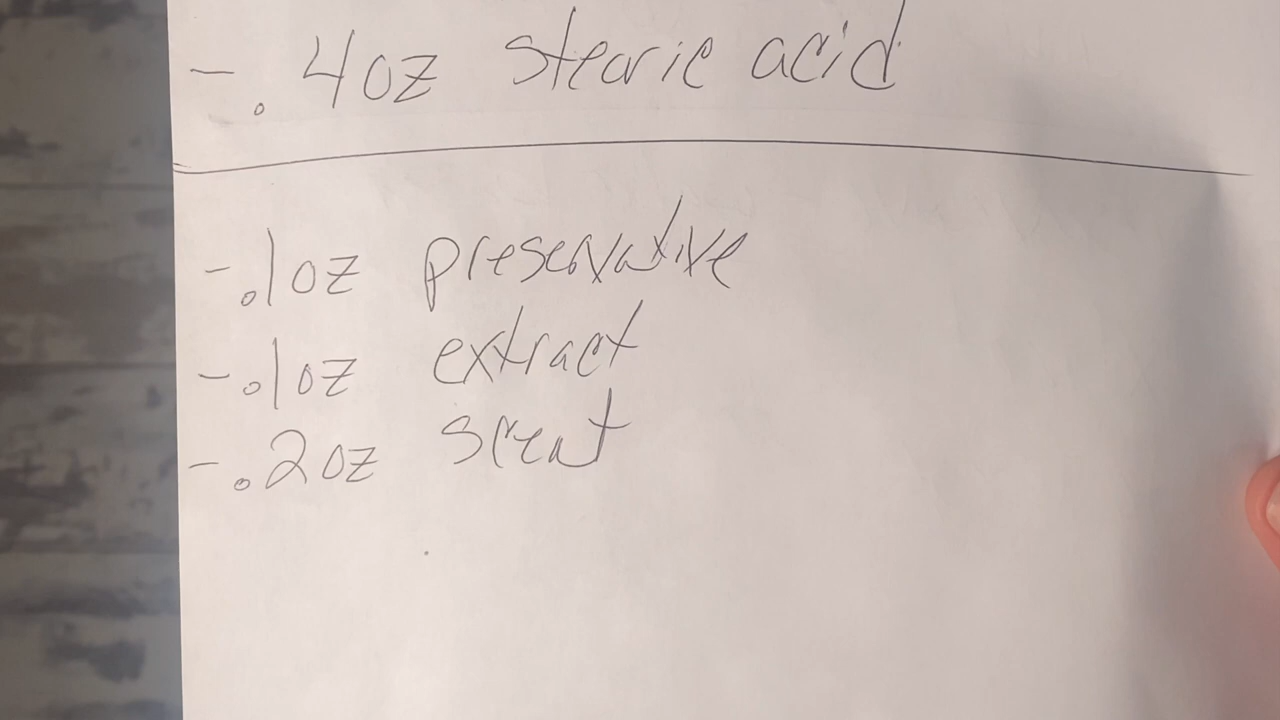 - .4oz stearic acid
- .1oz preservative
- .1oz extract
- .2oz scent